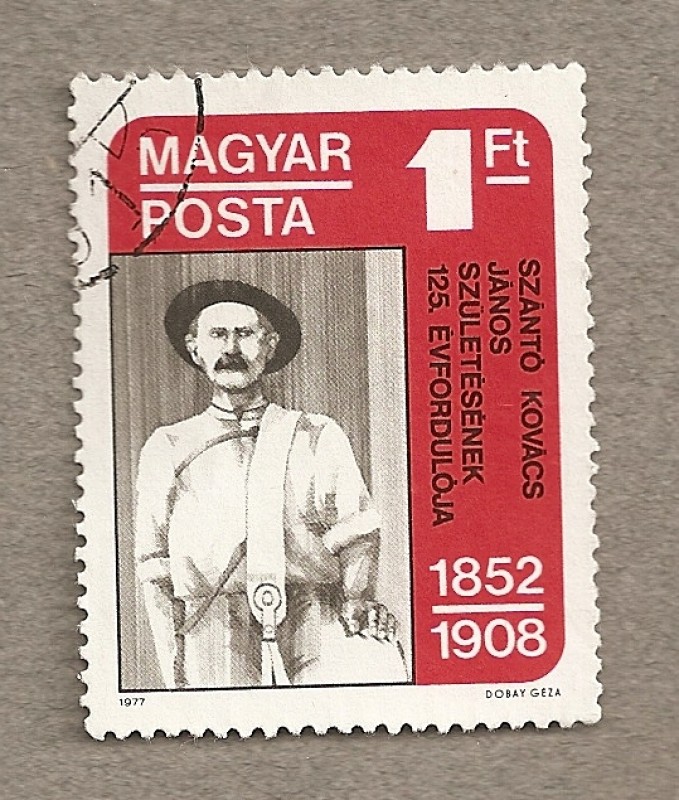 MAGYAR
POSTA
1 Ft
SZÁNTÓ KOVÁCS
JÁNOS
SZÜLETÉSÉNEK
125. ÉVFORDULÓJA
1852
1908
1977
DOBAY GÉZA